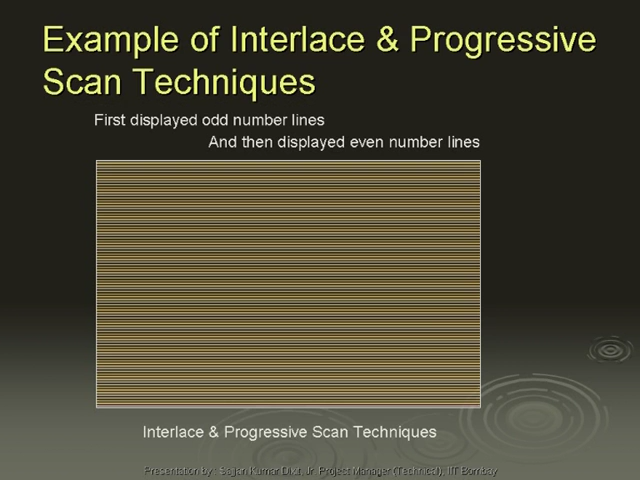 Example of Interlace & Progressive
Scan Techniques
First displayed odd number lines
And then displayed even number lines
Interlace & Progressive Scan Techniques
Presentation by : Sajan Kumar Dixit, Jr. Project Manager (Technical), IIT Bombay